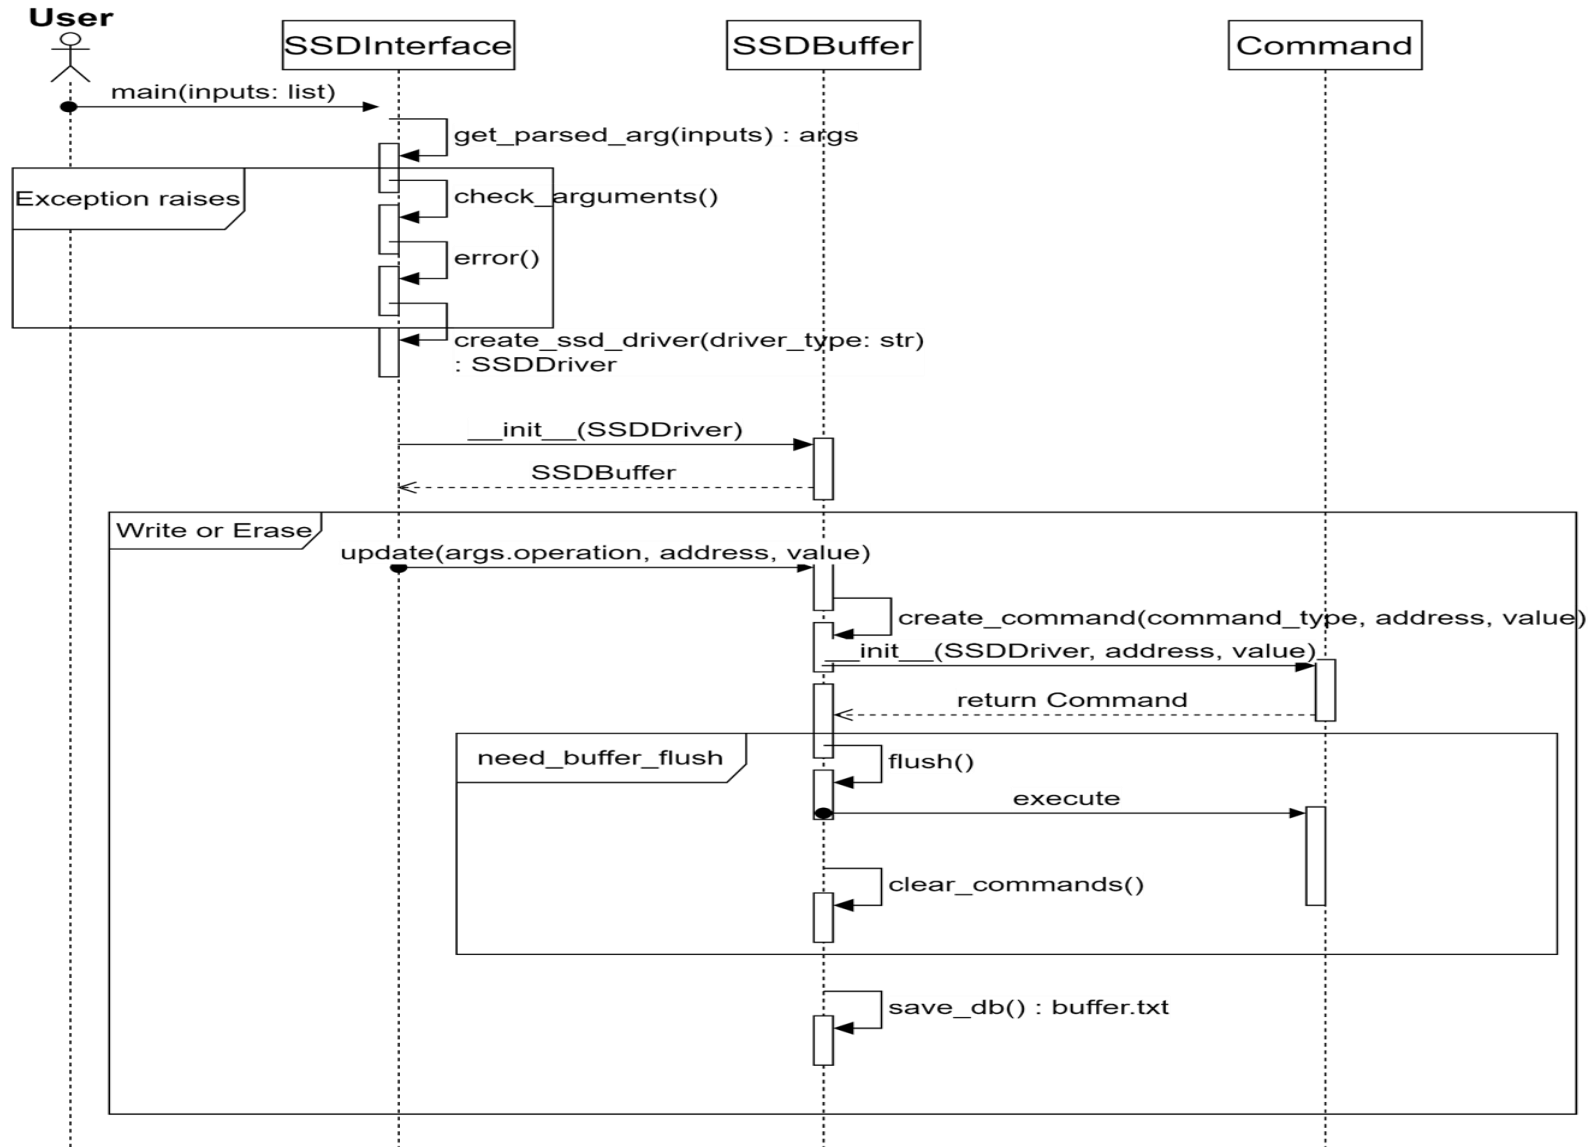 User
SSDInterface
SSDBuffer
Command
main(inputs: list)
get_parsed_arg(inputs) : args
Exception raises
check_arguments()
error()
create_ssd_driver(driver_type: str)
: SSDDriver
__init__(SSDDriver)
SSDBuffer
Write or Erase
update(args.operation, address, value)
create_command(command_type, address, value)
__init__(SSDDriver, address, value)
return Command
need_buffer_flush
flush()
execute
clear_commands()
save_db() : buffer.txt